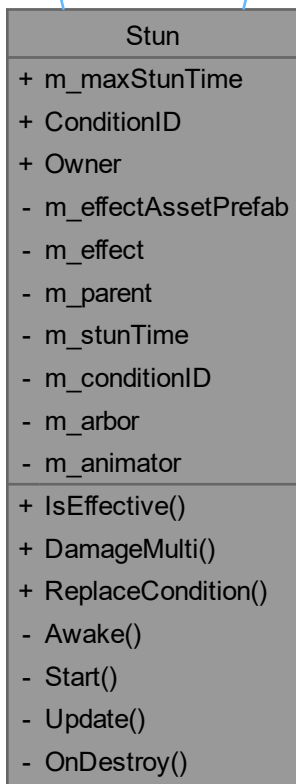 Stun
+ m_maxStunTime
+ ConditionID
+ Owner
- m_effectAssetPrefab
- m_effect
- m_parent
- m_stunTime
- m_conditionID
- m_arbor
- m_animator
+ IsEffective()
+ DamageMulti()
+ ReplaceCondition()
- Awake()
- Start()
- Update()
- OnDestroy()